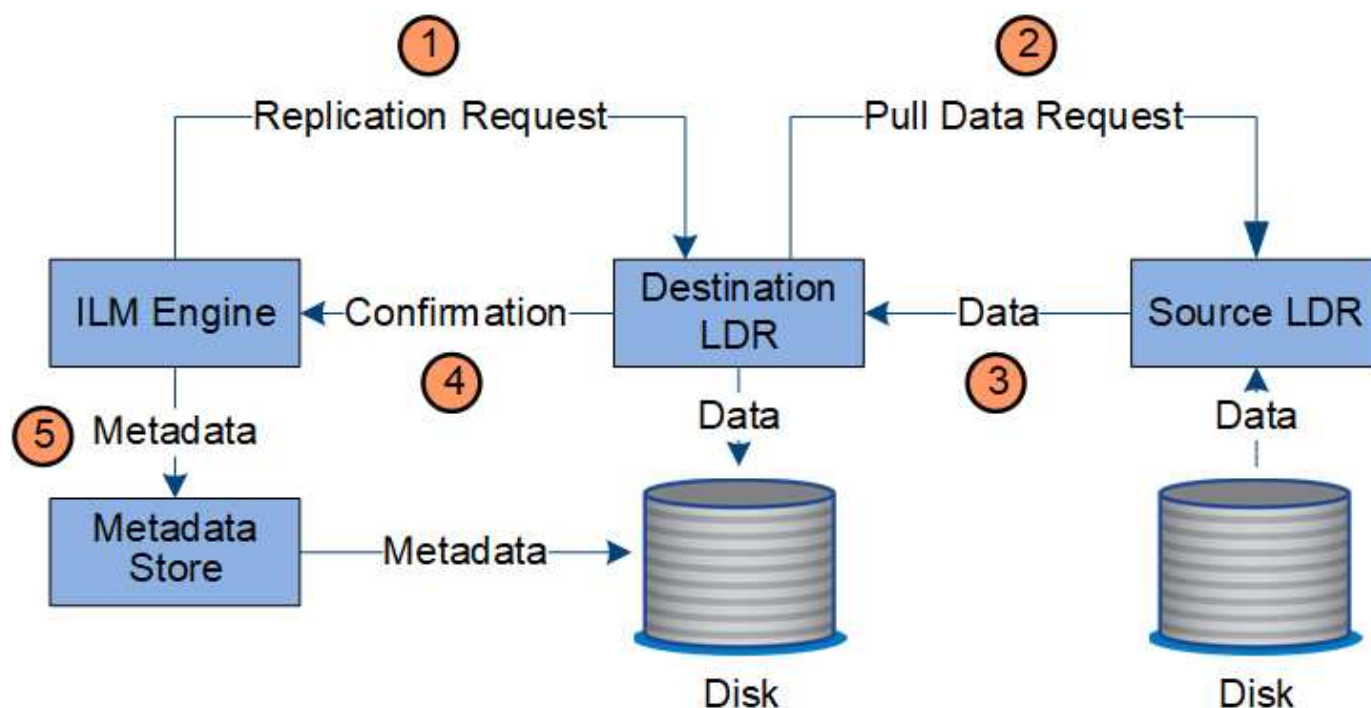 1
2
Replication Request
Pull Data Request
ILM Engine
Confirmation
Destination
LDR
Data
Source LDR
4
3
5
Metadata
Data
Data
Metadata
Store
Metadata
Disk
Disk